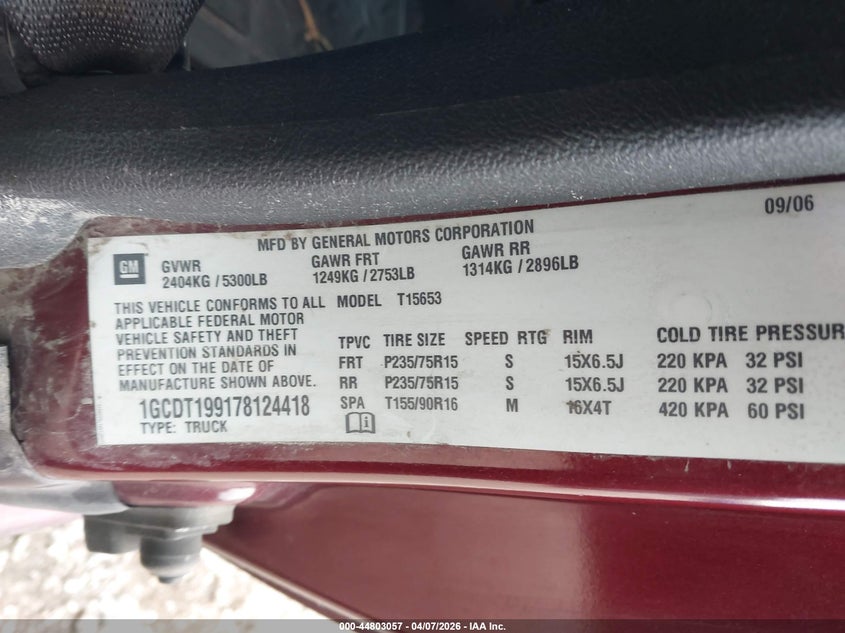 09/06
MFD BY GENERAL MOTORS CORPORATION
GM
GVWR GAWR FRT GAWR RR
2404KG / 5300LB 1249KG / 2753LB 1314KG / 2896LB
THIS VEHICLE CONFORMS TO ALL
APPLICABLE FEDERAL MOTOR
VEHICLE SAFETY AND THEFT
PREVENTION STANDARDS IN
EFFECT ON THE DATE OF
MANUFACTURE SHOWN ABOVE.
1GCDT199178124418
TYPE: TRUCK
MODEL T15653
TPVC TIRE SIZE SPEED RTG RIM COLD TIRE PRESSUR
FRT P235/75R15 S 15X6.5J 220 KPA 32 PSI
RR P235/75R15 S 15X6.5J 220 KPA 32 PSI
SPA T155/90R16 M 16X4T 420 KPA 60 PSI
000-44803057 - 04/07/2026 - IAA Inc.